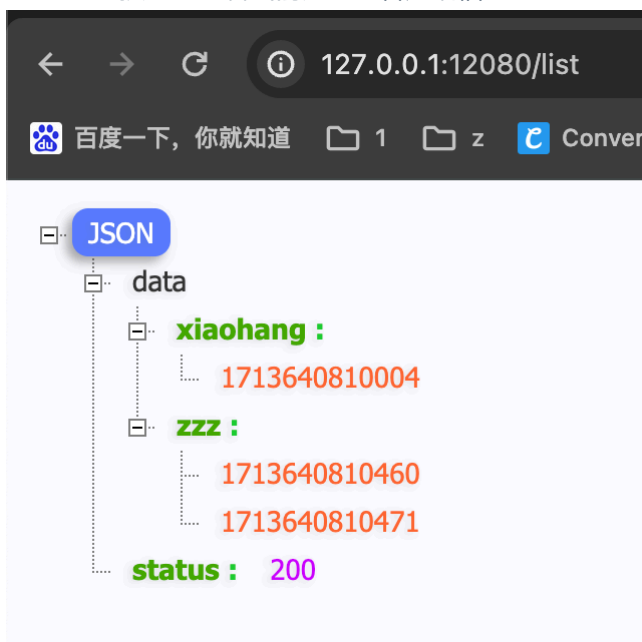 127.0.0.1:12080/list
du 百度一下，你就知道 1 z Conver
JSON
data
xiaohang :
1713640810004
zzz :
1713640810460
1713640810471
status : 200